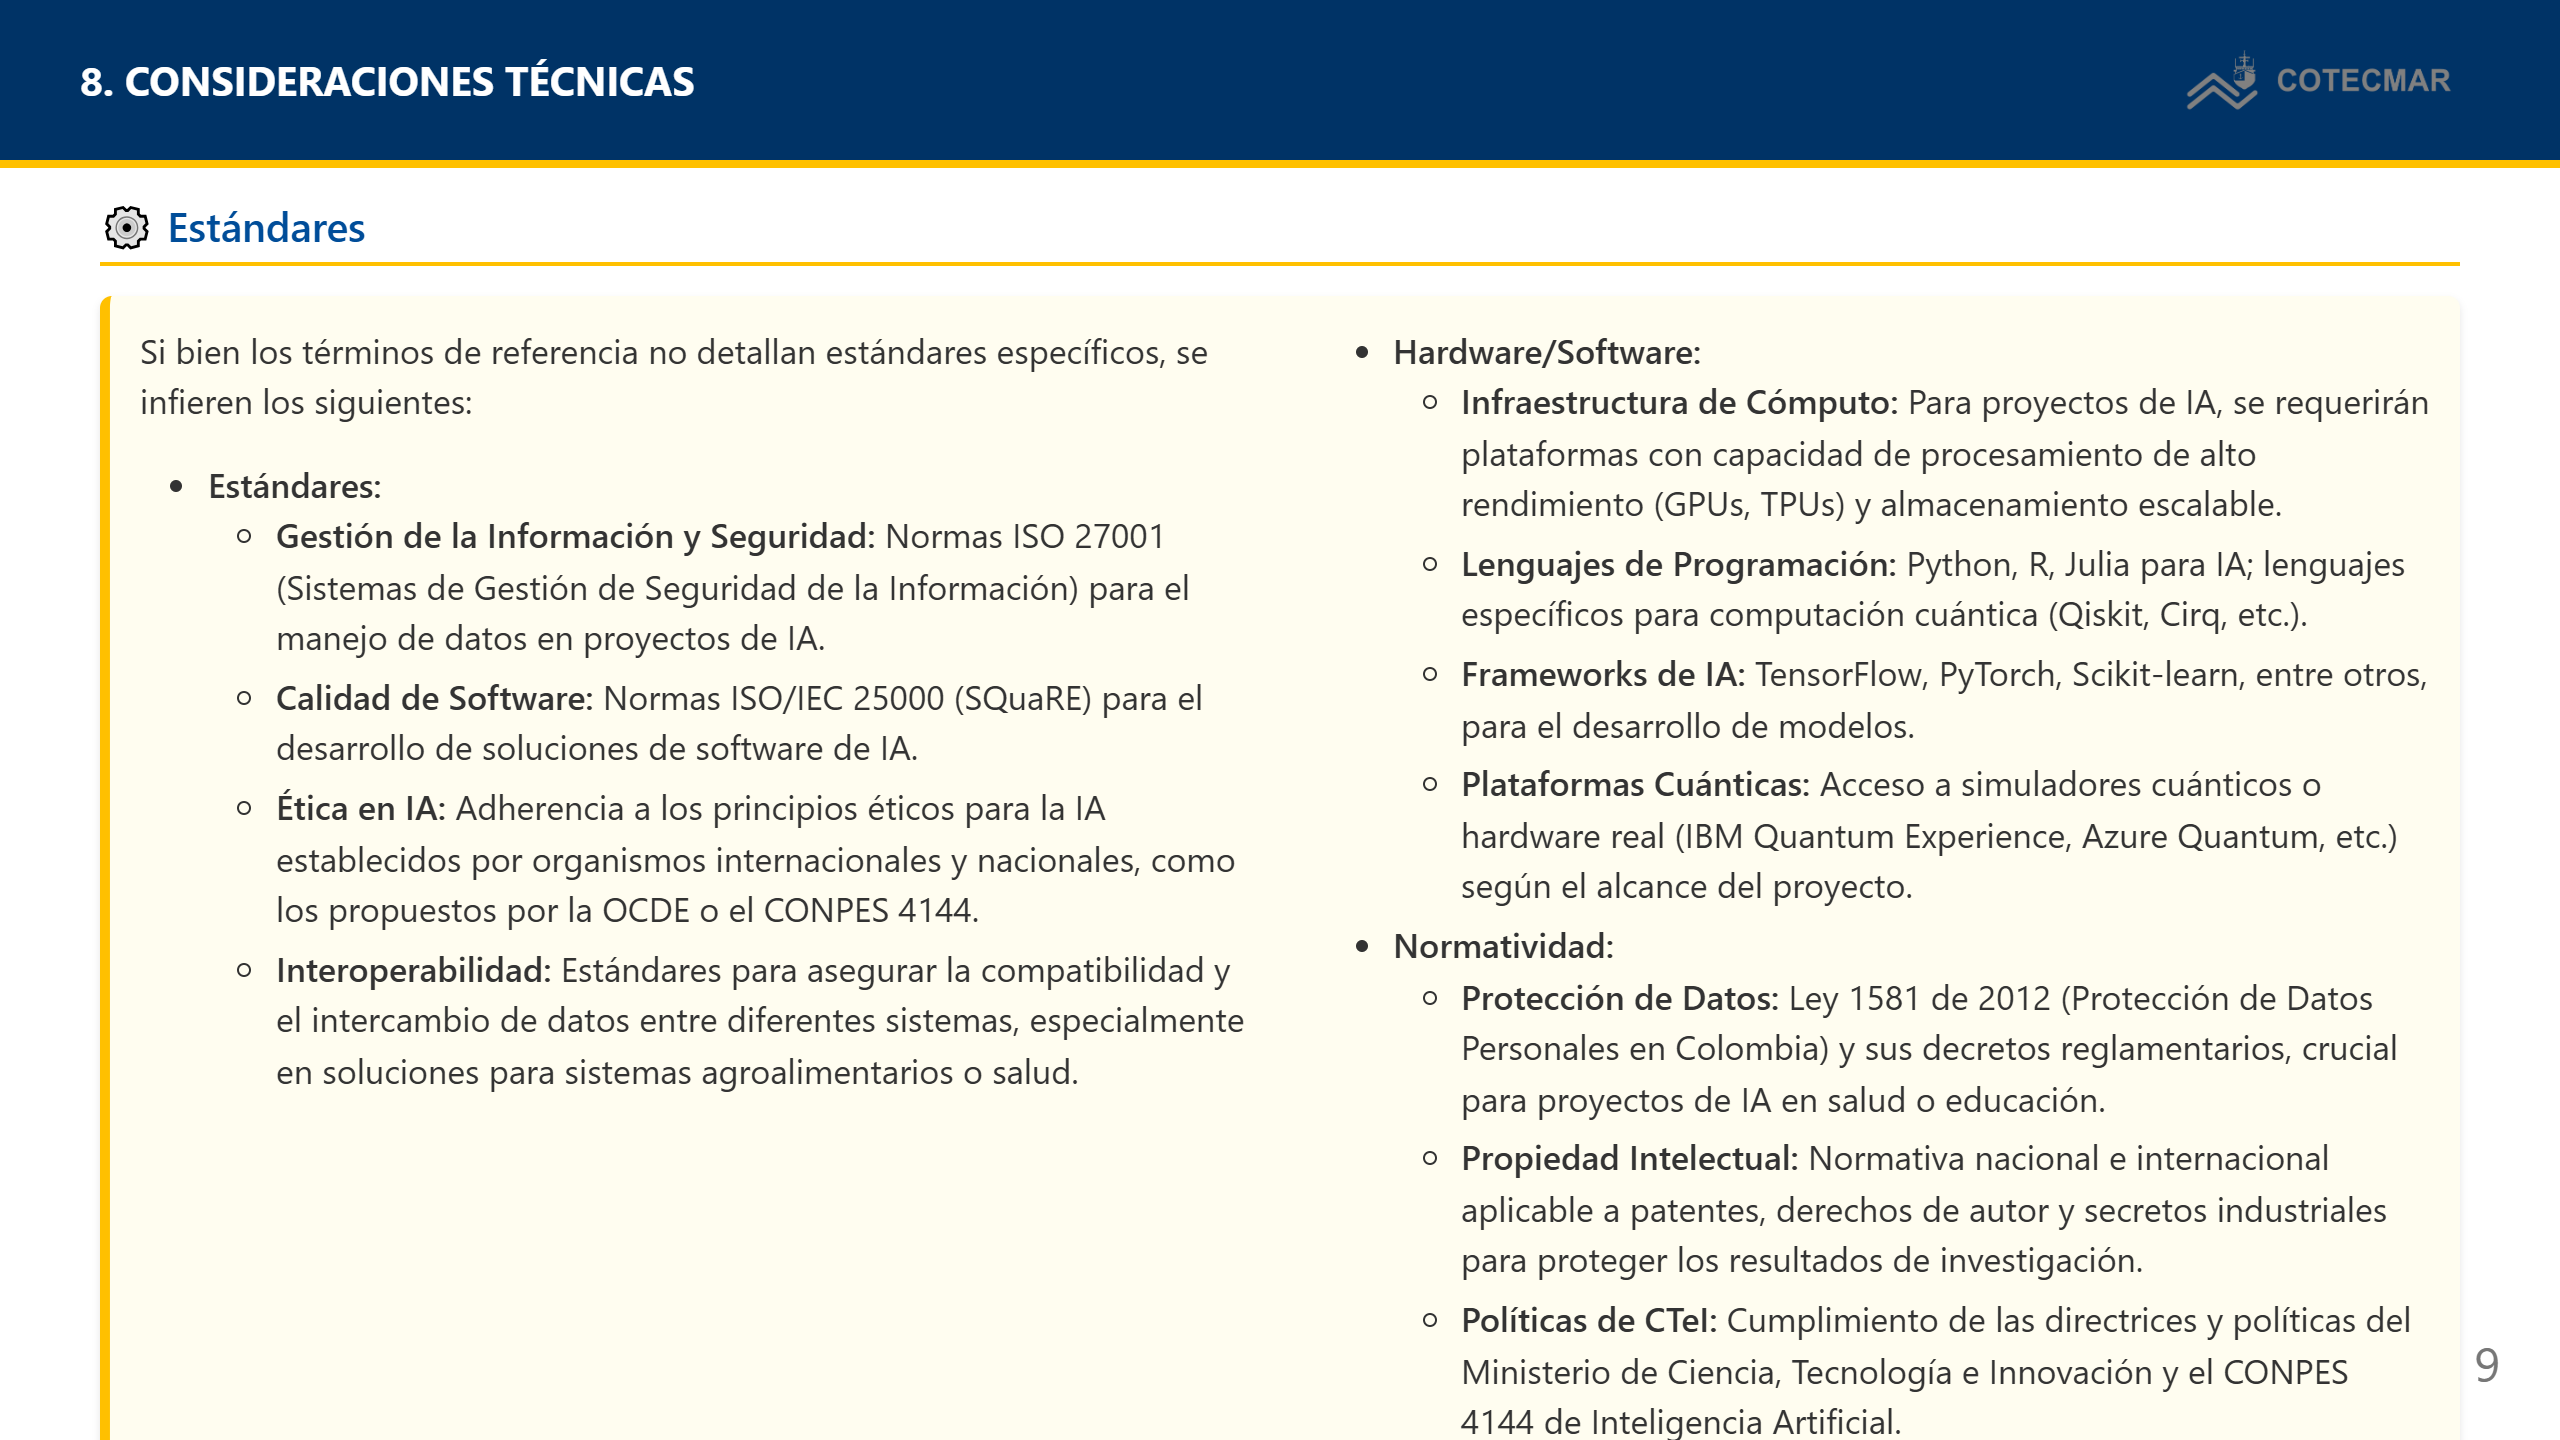 8. CONSIDERACIONES TÉCNICAS
COTECMAR
Estándares
Si bien los términos de referencia no detallan estándares específicos, se
infieren los siguientes:
Estándares:
Gestión de la Información y Seguridad: Normas ISO 27001
(Sistemas de Gestión de Seguridad de la Información) para el
manejo de datos en proyectos de IA.
Calidad de Software: Normas ISO/IEC 25000 (SQuaRE) para el
desarrollo de soluciones de software de IA.
Ética en IA: Adherencia a los principios éticos para la IA
establecidos por organismos internacionales y nacionales, como
los propuestos por la OCDE o el CONPES 4144.
Interoperabilidad: Estándares para asegurar la compatibilidad y
el intercambio de datos entre diferentes sistemas, especialmente
en soluciones para sistemas agroalimentarios o salud.
Hardware/Software:
Infraestructura de Cómputo: Para proyectos de IA, se requerirán
plataformas con capacidad de procesamiento de alto
rendimiento (GPUs, TPUs) y almacenamiento escalable.
Lenguajes de Programación: Python, R, Julia para IA; lenguajes
específicos para computación cuántica (Qiskit, Cirq, etc.).
Frameworks de IA: TensorFlow, PyTorch, Scikit-learn, entre otros,
para el desarrollo de modelos.
Plataformas Cuánticas: Acceso a simuladores cuánticos o
hardware real (IBM Quantum Experience, Azure Quantum, etc.)
según el alcance del proyecto.
Normatividad:
Protección de Datos: Ley 1581 de 2012 (Protección de Datos
Personales en Colombia) y sus decretos reglamentarios, crucial
para proyectos de IA en salud o educación.
Propiedad Intelectual: Normativa nacional e internacional
aplicable a patentes, derechos de autor y secretos industriales
para proteger los resultados de investigación.
Políticas de CTeI: Cumplimiento de las directrices y políticas del
Ministerio de Ciencia, Tecnología e Innovación y el CONPES
4144 de Inteligencia Artificial.
9